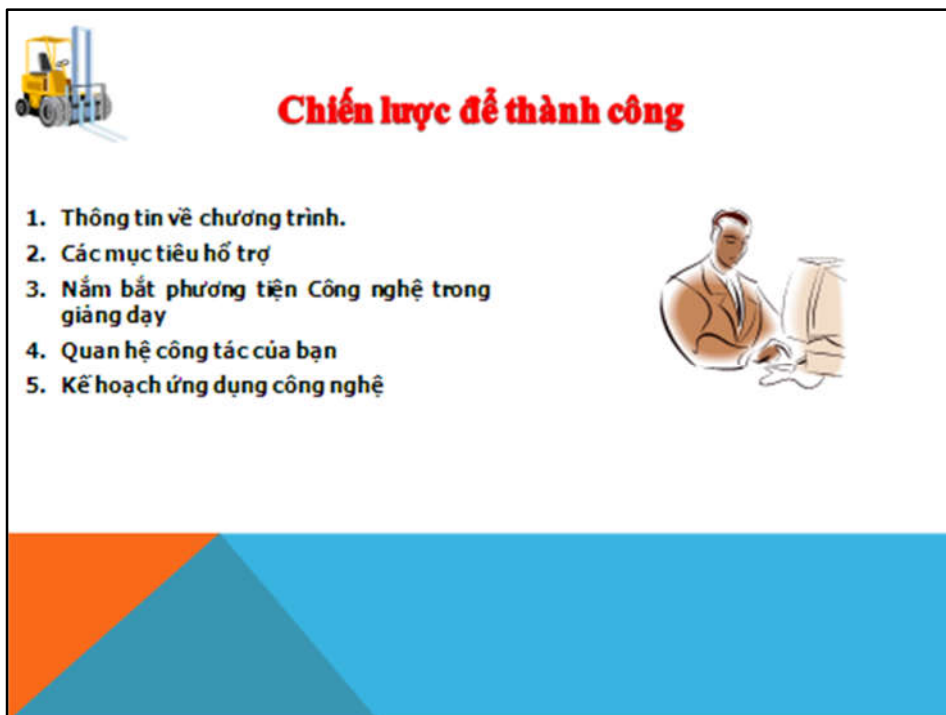 Chiến lược để thành công
1. Thông tin về chương trình.
2. Các mục tiêu hổ trợ
3. Nắm bắt phương tiện Công nghệ trong
giảng dạy
4. Quan hệ công tác của bạn
5. Kế hoạch ứng dụng công nghệ